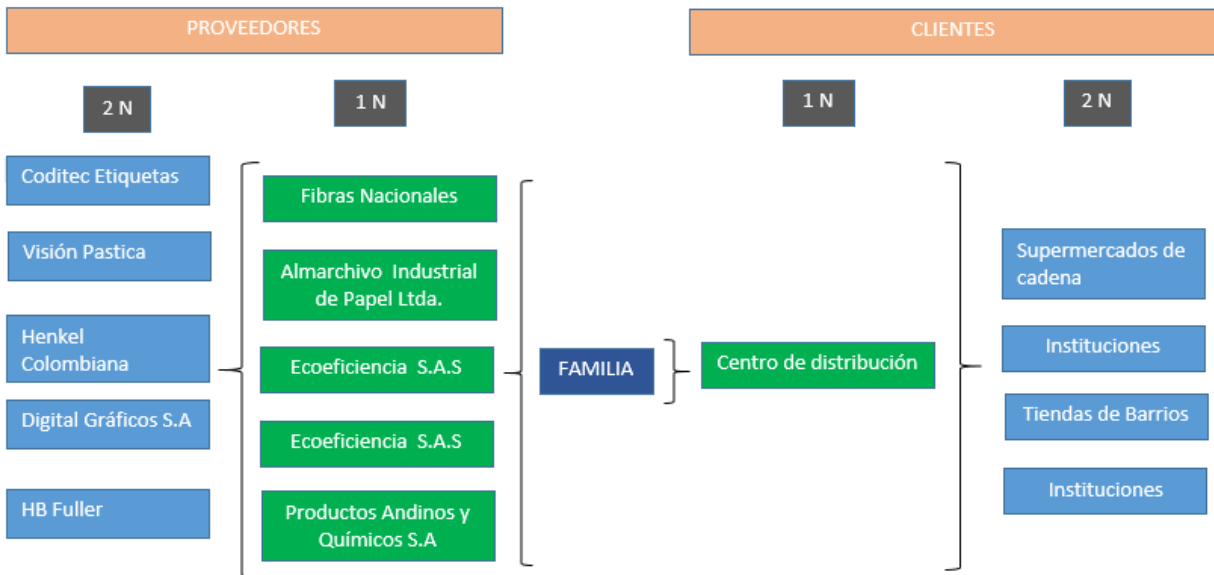 PROVEEDORES
CLIENTES
2 N
1 N
1 N
2 N
Coditec Etiquetas
Visión Pastica
Henkel
Colombiana
Digital Gráficos S.A
HB Fuller
Fibras Nacionales
Almarchivo Industrial
de Papel Ltda.
Ecoeficiencia S.A.S
Ecoeficiencia S.A.S
Productos Andinos y
Químicos S.A
FAMILIA
Centro de distribución
Supermercados de
cadena
Instituciones
Tiendas de Barrios
Instituciones